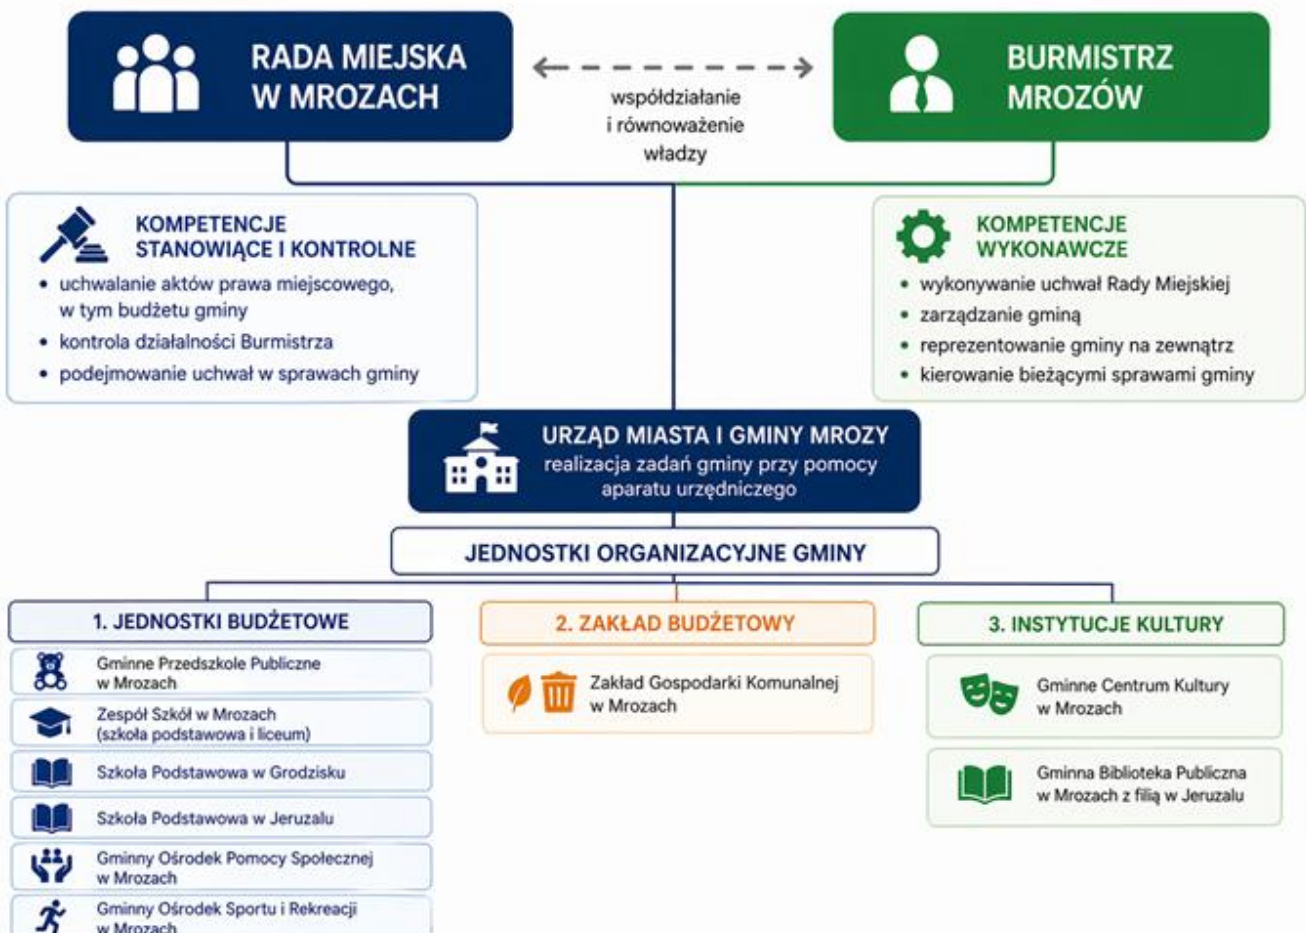 RADA MIEJSKA
W MROZACH
współdziałanie
i równoważenie
władzy
BURMISTRZ
MROZÓW
KOMPETENCJE
STANOWIĄCE I KONTROLNE
• uchwalanie aktów prawa miejscowego,
w tym budżetu gminy
• kontrola działalności Burmistrza
• podejmowanie uchwał w sprawach gminy
KOMPETENCJE
WYKONAWCZE
• wykonywanie uchwał Rady Miejskiej
• zarządzanie gminą
• reprezentowanie gminy na zewnątrz
• kierowanie bieżącymi sprawami gminy
URZĄD MIASTA I GMINY MROZY
realizacja zadań gminy przy pomocy
aparatu urzędniczego
JEDNOSTKI ORGANIZACYJNE GMINY
1. JEDNOSTKI BUDŻETOWE
Gminne Przedszkole Publiczne
w Mrozach
Zespół Szkół w Mrozach
(szkoła podstawowa i liceum)
Szkoła Podstawowa w Grodzisku
Szkoła Podstawowa w Jeruzalu
Gminny Ośrodek Pomocy Społecznej
w Mrozach
Gminny Ośrodek Sportu i Rekreacji
w Mrozach
2. ZAKŁAD BUDŻETOWY
Zakład Gospodarki Komunalnej
w Mrozach
3. INSTYTUCJE KULTURY
Gminne Centrum Kultury
w Mrozach
Gminna Biblioteka Publiczna
w Mrozach z filią w Jeruzalu